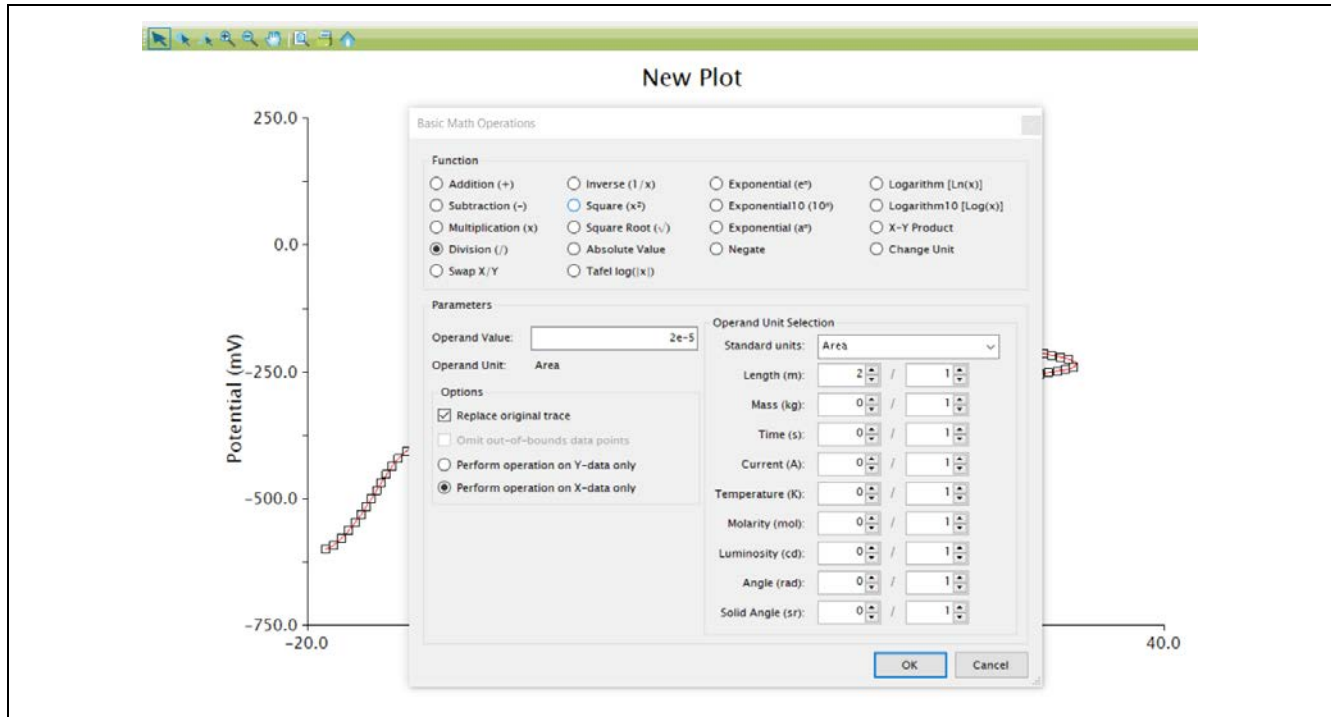 New Plot
250.0
0.0
-250.0
-500.0
-750.0
Potential (mV)
-20.0
40.0
Basic Math Operations
Function
Addition (+)
Inverse (1/x)
Exponential (eⁿ)
Logarithm [Ln(x)]
Subtraction (-)
Square (x²)
Exponential10 (10ⁿ)
Logarithm10 [Log(x)]
Multiplication (x)
Square Root (√)
Exponential (aⁿ)
X-Y Product
Division (/)
Absolute Value
Negate
Change Unit
Swap X/Y
Tafel log(|x|)
Parameters
Operand Value: 2e-5
Operand Unit: Area
Options
Replace original trace
Omit out-of-bounds data points
Perform operation on Y-data only
Perform operation on X-data only
Operand Unit Selection
Standard units: Area
Length (m): 2 / 1
Mass (kg): 0 / 1
Time (s): 0 / 1
Current (A): 0 / 1
Temperature (K): 0 / 1
Molarity (mol): 0 / 1
Luminosity (cd): 0 / 1
Angle (rad): 0 / 1
Solid Angle (sr): 0 / 1
OK
Cancel